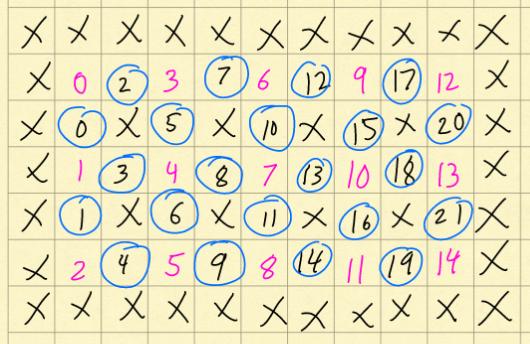 X X X X X X X X X X X
X 0 2 3 7 6 12 9 17 12 X
X 0 X 5 X 10 X 15 X 20 X
X 1 3 4 8 7 13 10 18 13 X
X 1 X 6 X 11 X 16 X 21 X
X 2 4 5 9 8 14 11 19 14 X
X X X X X X X X X X X